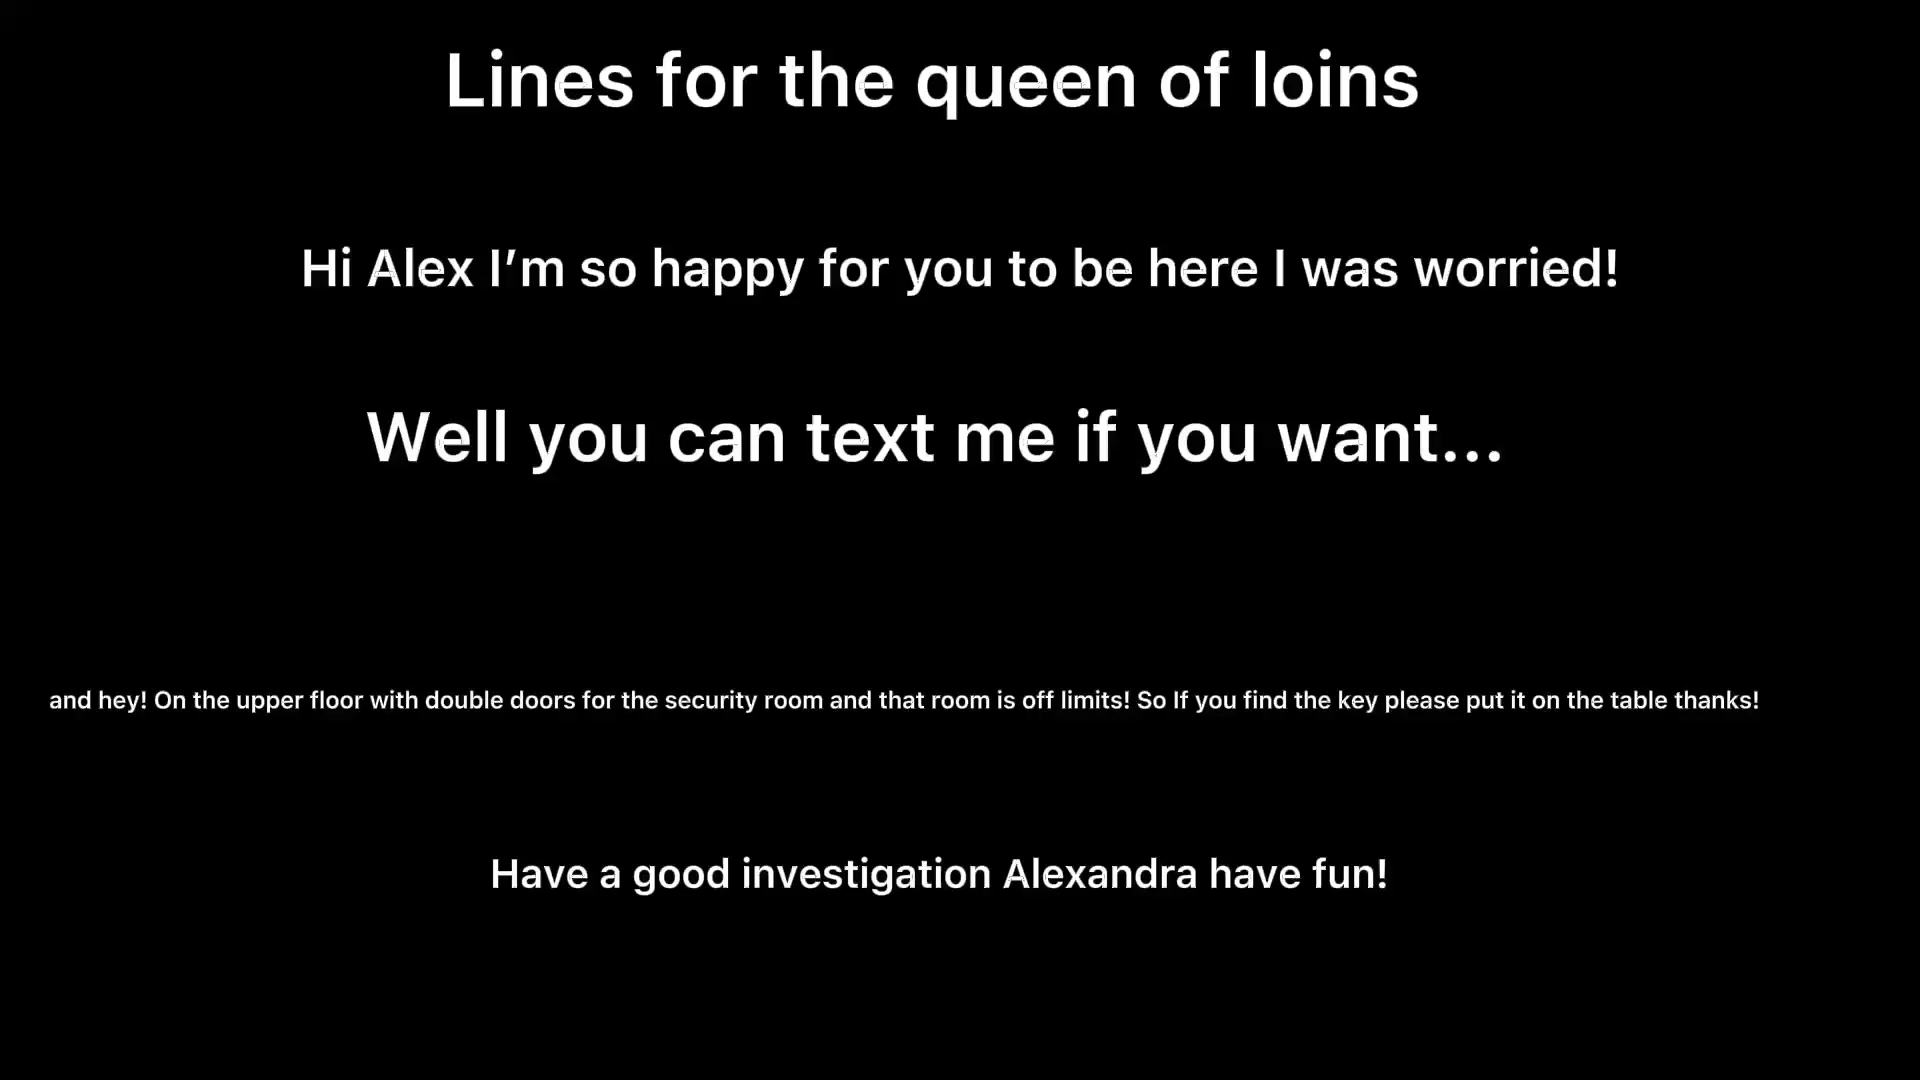 Lines for the queen of loins
Hi Alex I’m so happy for you to be here I was worried!
Well you can text me if you want...
and hey! On the upper floor with double doors for the security room and that room is off limits! So If you find the key please put it on the table thanks!
Have a good investigation Alexandra have fun!